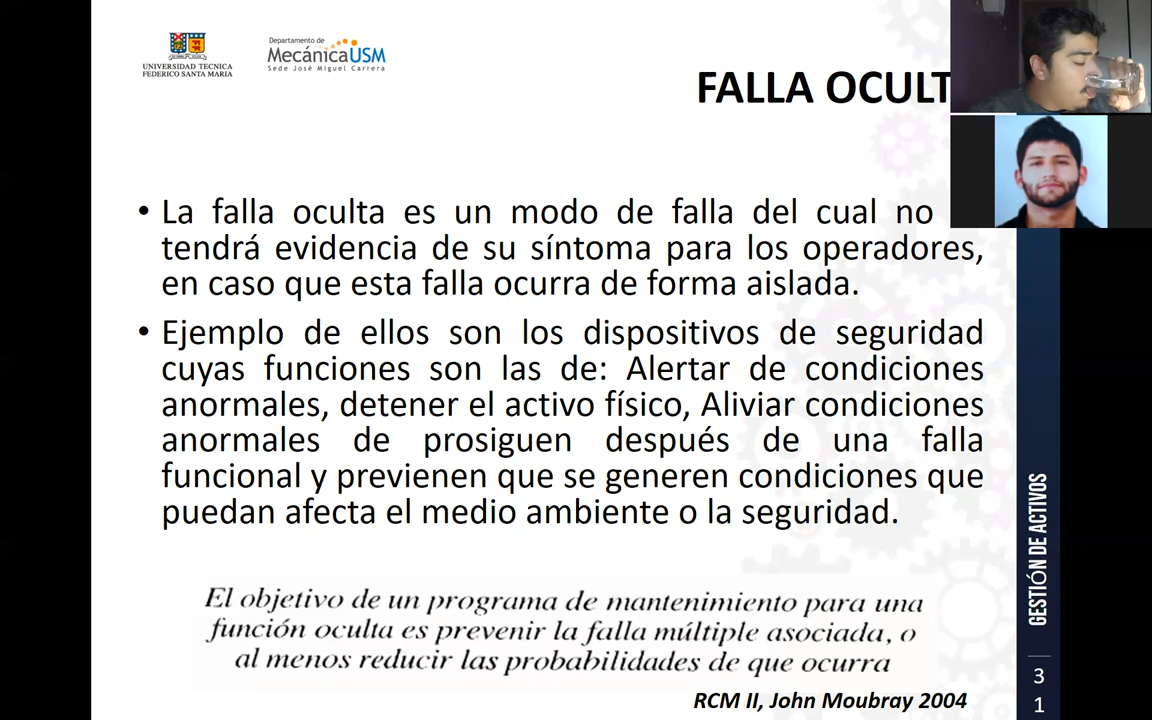 UNIVERSIDAD TECNICA
FEDERICO SANTA MARIA
Departamento de
MecánicaUSM
Sede José Miguel Carrera
FALLA OCULT
• La falla oculta es un modo de falla del cual no
tendrá evidencia de su síntoma para los operadores,
en caso que esta falla ocurra de forma aislada.
• Ejemplo de ellos son los dispositivos de seguridad
cuyas funciones son las de: Alertar de condiciones
anormales, detener el activo físico, Aliviar condiciones
anormales de prosiguen después de una falla
funcional y previenen que se generen condiciones que
puedan afecta el medio ambiente o la seguridad.
El objetivo de un programa de mantenimiento para una
función oculta es prevenir la falla múltiple asociada, o
al menos reducir las probabilidades de que ocurra
RCM II, John Moubray 2004
GESTIÓN DE ACTIVOS
3
1